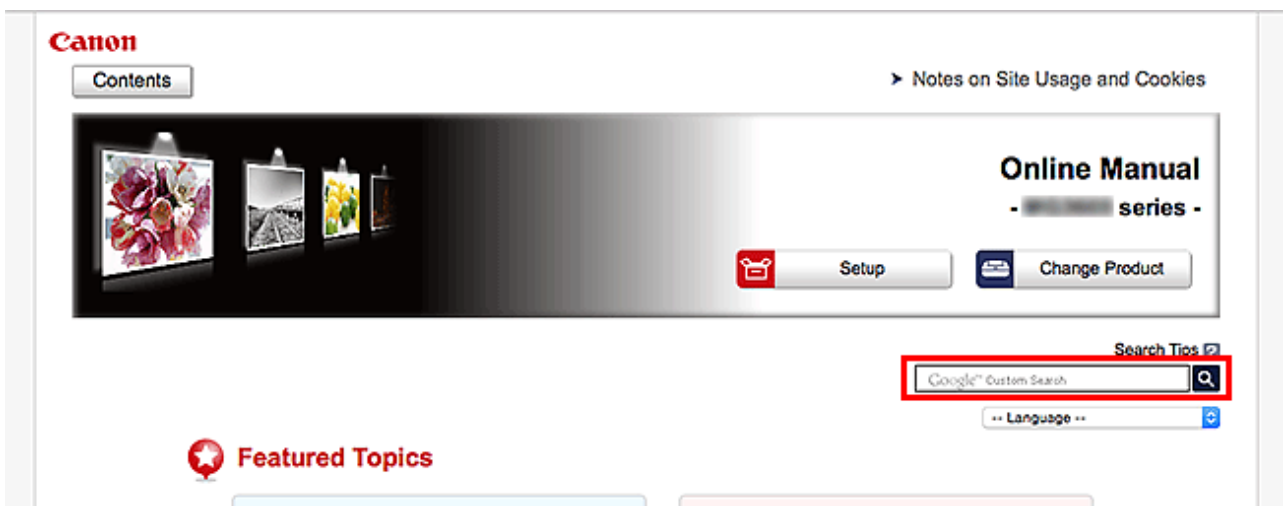 Canon
Contents
Notes on Site Usage and Cookies
Online Manual
- series -
Setup
Change Product
Search Tips
Google™ Custom Search
-- Language --
Featured Topics